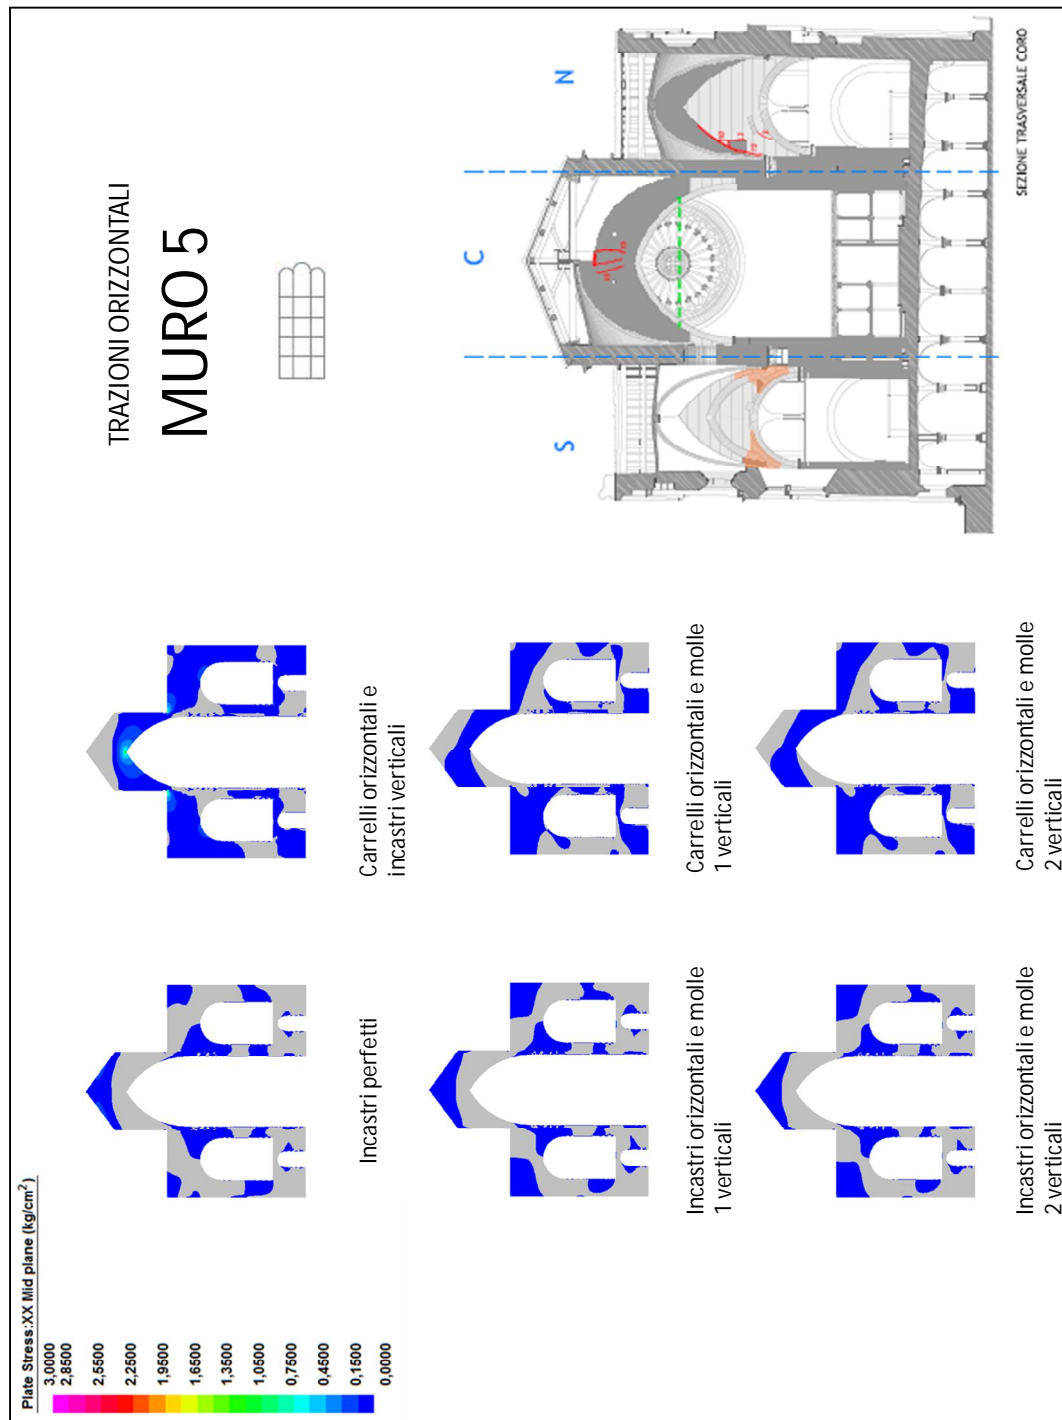 TRAZIONI ORIZZONTALI
MURO 5
Plate Stress:XX Mid plane (kg/cm²)
3,0000
2,8500
2,5500
2,2500
1,9500
1,6500
1,3500
1,0500
0,7500
0,4500
0,1500
0,0000
Incastri perfetti
Carrelli orizzontali e
incastri verticali
Incastri orizzontali e molle
1 verticali
Carrelli orizzontali e molle
1 verticali
Incastri orizzontali e molle
2 verticali
Carrelli orizzontali e molle
2 verticali
S
C
N
SEZIONE TRASVERSALE CORO